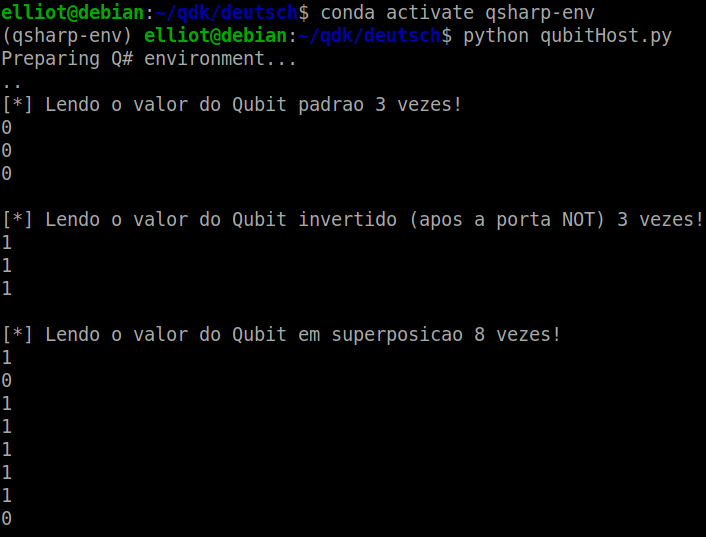 elliot@debian:~/qdk/deutsch$ conda activate qsharp-env
(qsharp-env) elliot@debian:~/qdk/deutsch$ python qubitHost.py
Preparing Q# environment...
..
[*] Lendo o valor do Qubit padrao 3 vezes!
0
0
0
[*] Lendo o valor do Qubit invertido (apos a porta NOT) 3 vezes!
1
1
1
[*] Lendo o valor do Qubit em superposicao 8 vezes!
1
0
1
1
1
1
1
0